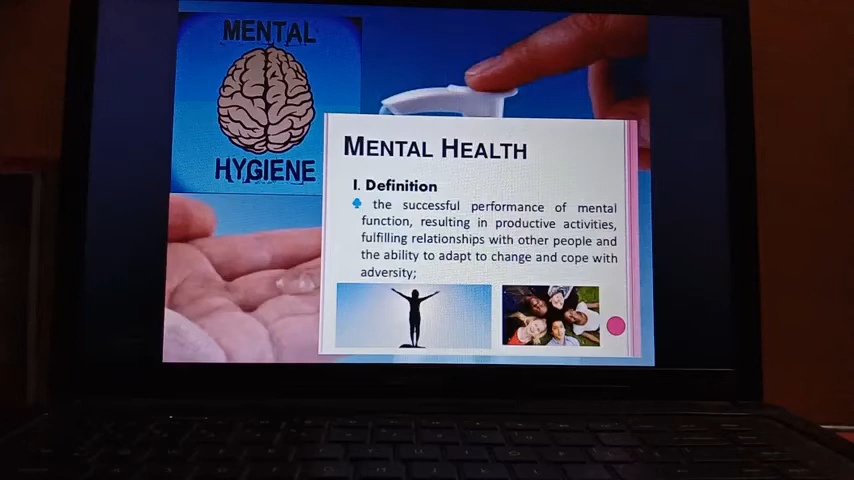 MENTAL
HYGIENE
MENTAL HEALTH
I. Definition
the successful performance of mental
function, resulting in productive activities,
fulfilling relationships with other people and
the ability to adapt to change and cope with
adversity;